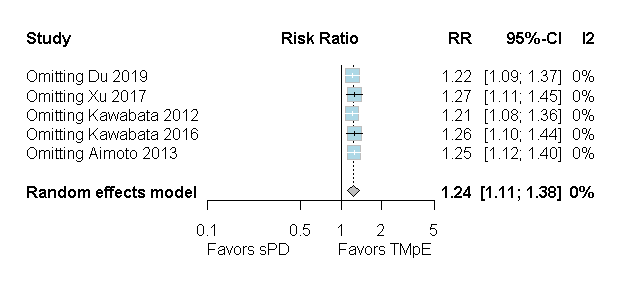 Study Risk Ratio RR 95%-CI I2
Omitting Du 2019 1.22 [1.09; 1.37] 0%
Omitting Xu 2017 1.27 [1.11; 1.45] 0%
Omitting Kawabata 2012 1.21 [1.08; 1.36] 0%
Omitting Kawabata 2016 1.26 [1.10; 1.44] 0%
Omitting Aimoto 2013 1.25 [1.12; 1.40] 0%
Random effects model 1.24 [1.11; 1.38] 0%
0.1 0.5 1 2 5
Favors sPD Favors TMpE